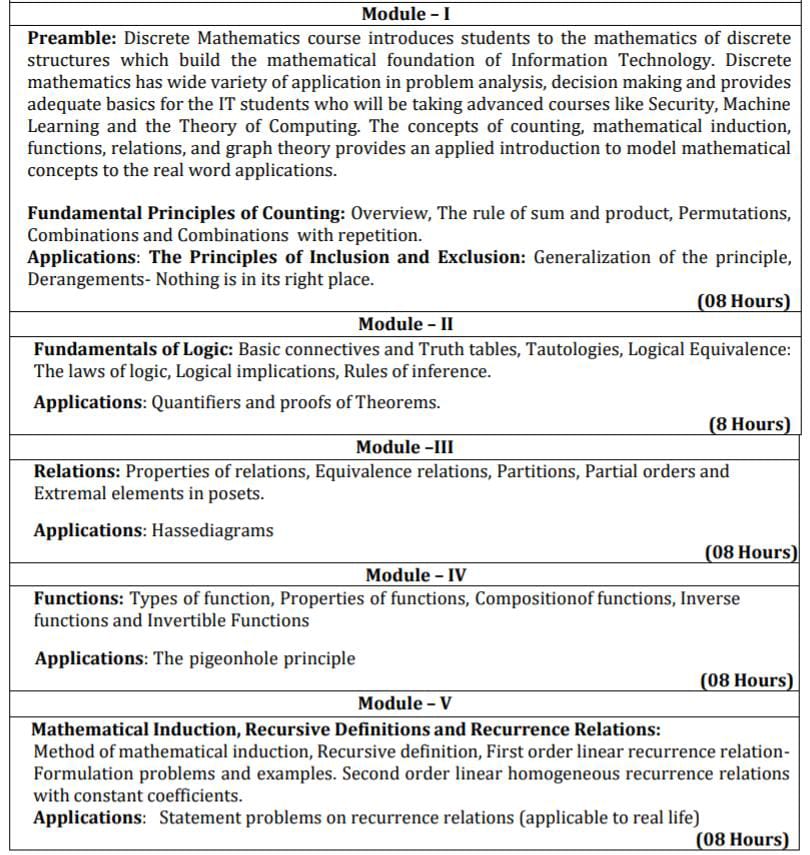 Module – I
Preamble: Discrete Mathematics course introduces students to the mathematics of discrete
structures which build the mathematical foundation of Information Technology. Discrete
mathematics has wide variety of application in problem analysis, decision making and provides
adequate basics for the IT students who will be taking advanced courses like Security, Machine
Learning and the Theory of Computing. The concepts of counting, mathematical induction,
functions, relations, and graph theory provides an applied introduction to model mathematical
concepts to the real word applications.
Fundamental Principles of Counting: Overview, The rule of sum and product, Permutations,
Combinations and Combinations with repetition.
Applications: The Principles of Inclusion and Exclusion: Generalization of the principle,
Derangements- Nothing is in its right place.
(08 Hours)
Module – II
Fundamentals of Logic: Basic connectives and Truth tables, Tautologies, Logical Equivalence:
The laws of logic, Logical implications, Rules of inference.
Applications: Quantifiers and proofs of Theorems.
(8 Hours)
Module –III
Relations: Properties of relations, Equivalence relations, Partitions, Partial orders and
Extremal elements in posets.
Applications: Hassediagrams
(08 Hours)
Module – IV
Functions: Types of function, Properties of functions, Compositionof functions, Inverse
functions and Invertible Functions
Applications: The pigeonhole principle
(08 Hours)
Module – V
Mathematical Induction, Recursive Definitions and Recurrence Relations:
Method of mathematical induction, Recursive definition, First order linear recurrence relation-
Formulation problems and examples. Second order linear homogeneous recurrence relations
with constant coefficients.
Applications: Statement problems on recurrence relations (applicable to real life)
(08 Hours)